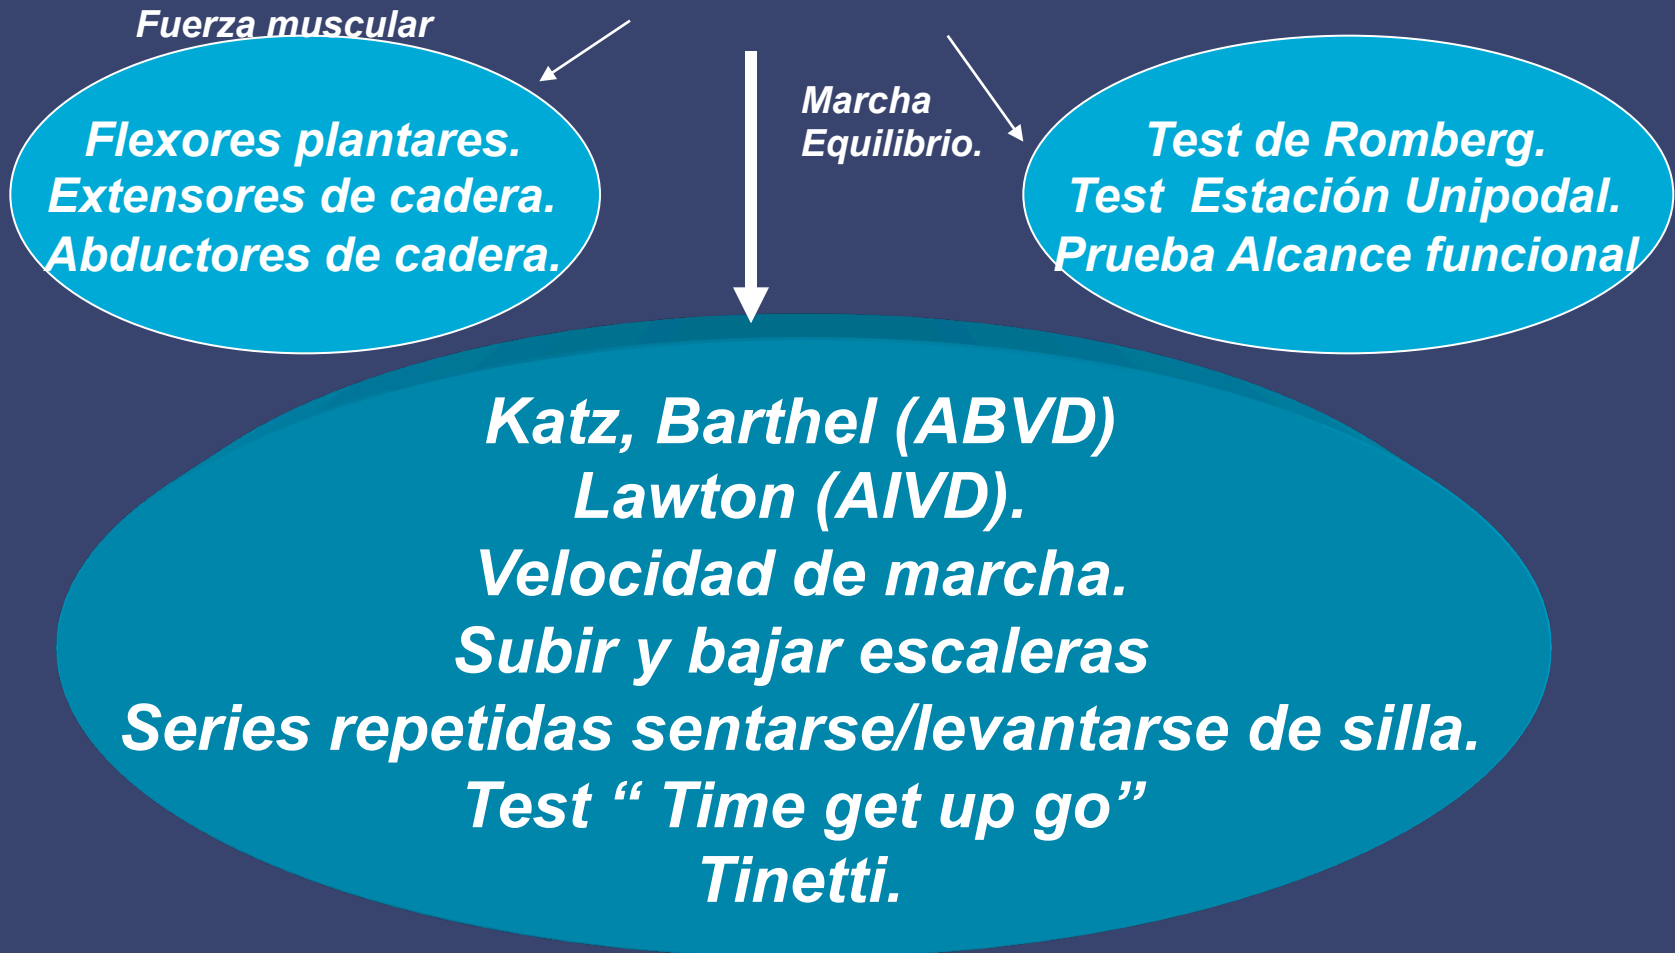 Fuerza muscular
Flexores plantares.
Extensores de cadera.
Abductores de cadera.
Marcha
Equilibrio.
Test de Romberg.
Test Estación Unipodal.
Prueba Alcance funcional
Katz, Barthel (ABVD)
Lawton (AIVD).
Velocidad de marcha.
Subir y bajar escaleras
Series repetidas sentarse/levantarse de silla.
Test “ Time get up go”
Tinetti.